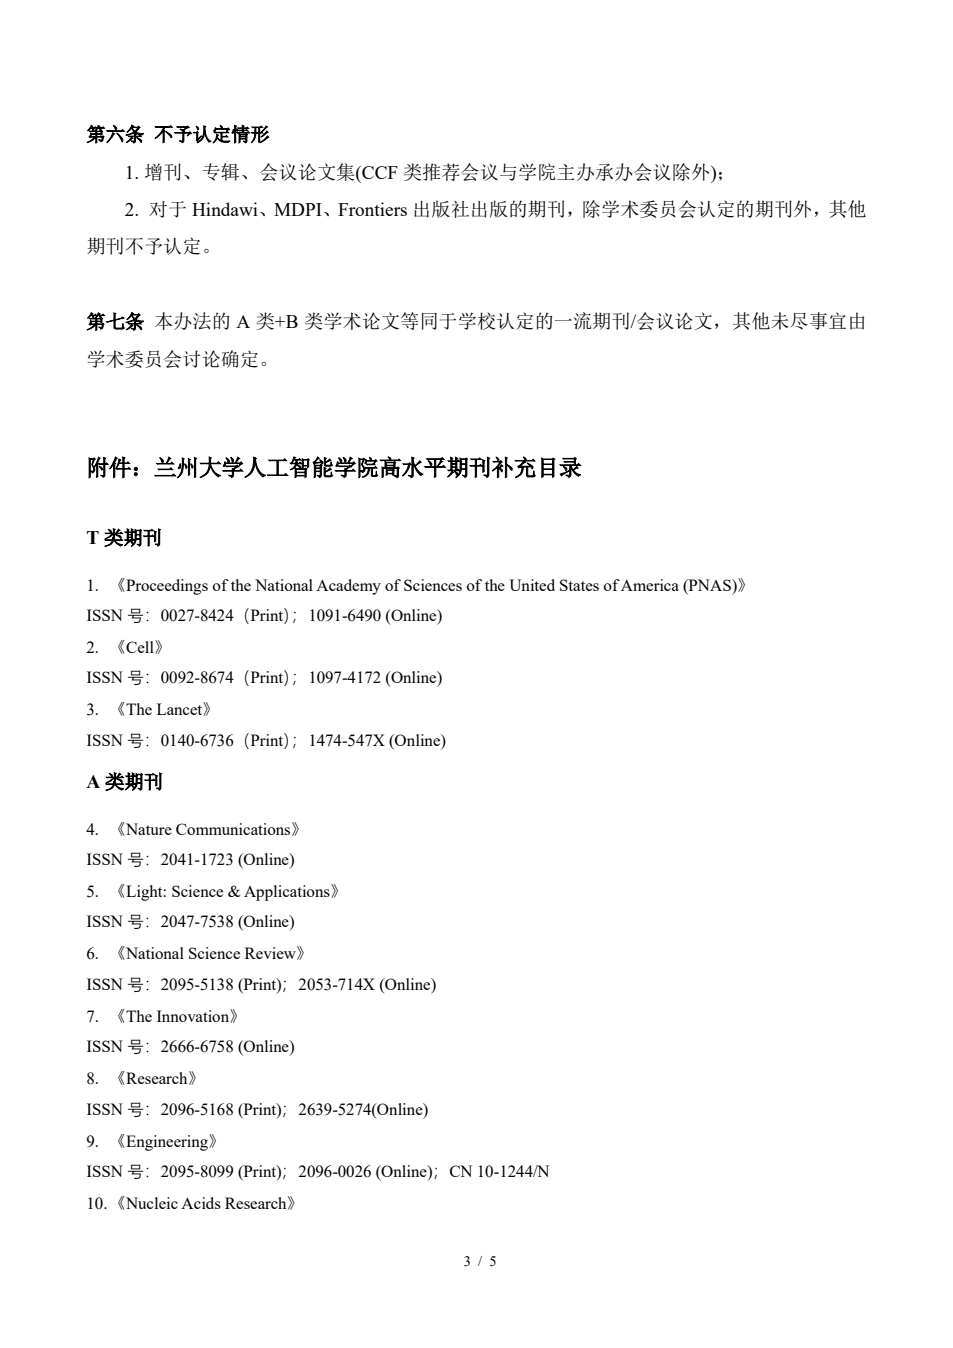 第六条 不予认定情形
1. 增刊、专辑、会议论文集(CCF 类推荐会议与学院主办承办会议除外);
2. 对于 Hindawi、MDPI、Frontiers 出版社出版的期刊，除学术委员会认定的期刊外，其他
期刊不予认定。
第七条 本办法的 A 类+B 类学术论文等同于学校认定的一流期刊/会议论文，其他未尽事宜由
学术委员会讨论确定。
附件：兰州大学人工智能学院高水平期刊补充目录
T 类期刊
1. 《Proceedings of the National Academy of Sciences of the United States of America (PNAS)》
ISSN 号：0027-8424（Print）；1091-6490 (Online)
2. 《Cell》
ISSN 号：0092-8674（Print）；1097-4172 (Online)
3. 《The Lancet》
ISSN 号：0140-6736（Print）；1474-547X (Online)
A 类期刊
4. 《Nature Communications》
ISSN 号：2041-1723 (Online)
5. 《Light: Science & Applications》
ISSN 号：2047-7538 (Online)
6. 《National Science Review》
ISSN 号：2095-5138 (Print)；2053-714X (Online)
7. 《The Innovation》
ISSN 号：2666-6758 (Online)
8. 《Research》
ISSN 号：2096-5168 (Print)；2639-5274(Online)
9. 《Engineering》
ISSN 号：2095-8099 (Print)；2096-0026 (Online)；CN 10-1244/N
10.《Nucleic Acids Research》
3 / 5